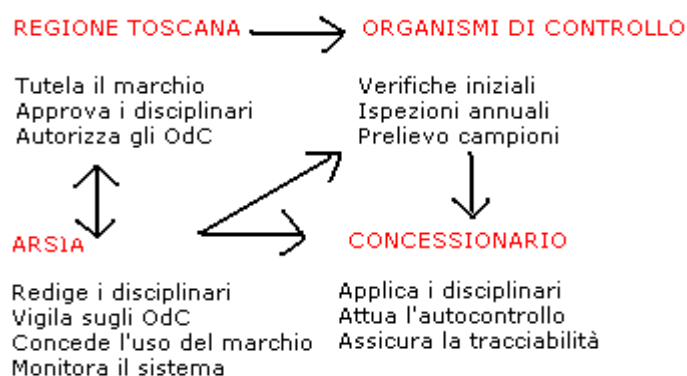 REGIONE TOSCANA
Tutela il marchio
Approva i disciplinari
Autorizza gli OdC
ORGANISMI DI CONTROLLO
Verifiche iniziali
Ispezioni annuali
Prelievo campioni
ARSìA
Redige i disciplinari
Vigila sugli OdC
Concede l'uso del marchio
Monitora il sistema
CONCESSIONARIO
Applica i disciplinari
Attua l'autocontrollo
Assicura la tracciabilità